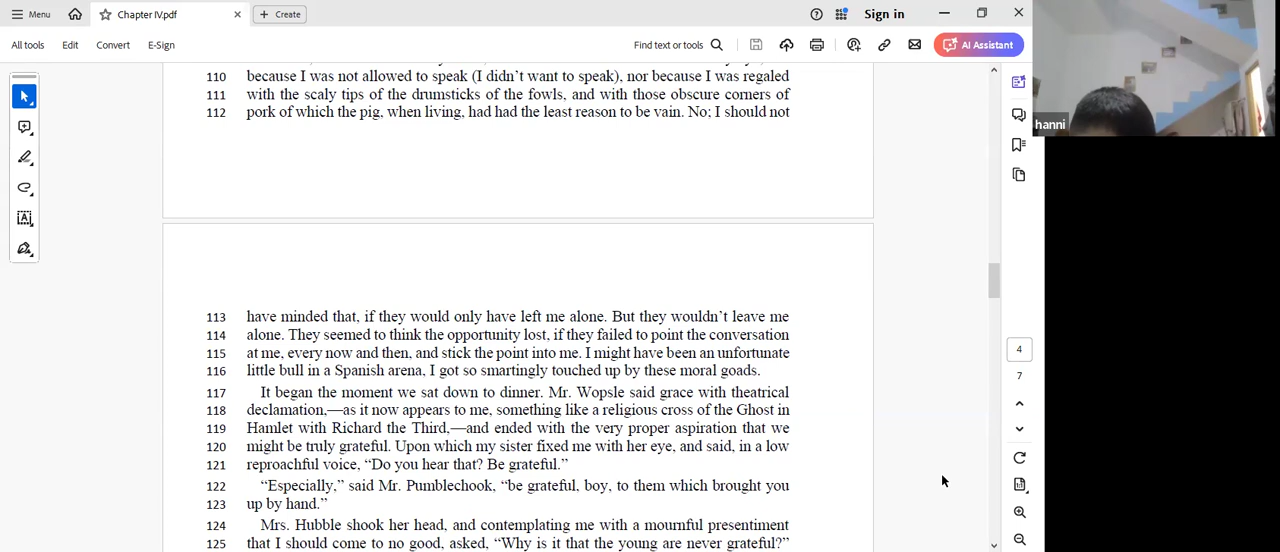 Menu
Chapter IV.pdf
Create
Sign in
All tools
Edit
Convert
E-Sign
Find text or tools
AI Assistant
110 because I was not allowed to speak (I didn't want to speak), nor because I was regaled
111 with the scaly tips of the drumsticks of the fowls, and with those obscure corners of
112 pork of which the pig, when living, had had the least reason to be vain. No; I should not
113 have minded that, if they would only have left me alone. But they wouldn't leave me
114 alone. They seemed to think the opportunity lost, if they failed to point the conversation
115 at me, every now and then, and stick the point into me. I might have been an unfortunate
116 little bull in a Spanish arena, I got so smartingly touched up by these moral goads.
117 It began the moment we sat down to dinner. Mr. Wopsle said grace with theatrical
118 declamation,—as it now appears to me, something like a religious cross of the Ghost in
119 Hamlet with Richard the Third,—and ended with the very proper aspiration that we
120 might be truly grateful. Upon which my sister fixed me with her eye, and said, in a low
121 reproachful voice, “Do you hear that? Be grateful.”
122 “Especially,” said Mr. Pumblechook, “be grateful, boy, to them which brought you
123 up by hand.”
124 Mrs. Hubble shook her head, and contemplating me with a mournful presentiment
125 that I should come to no good, asked, “Why is it that the young are never grateful?”
4
7
hanni